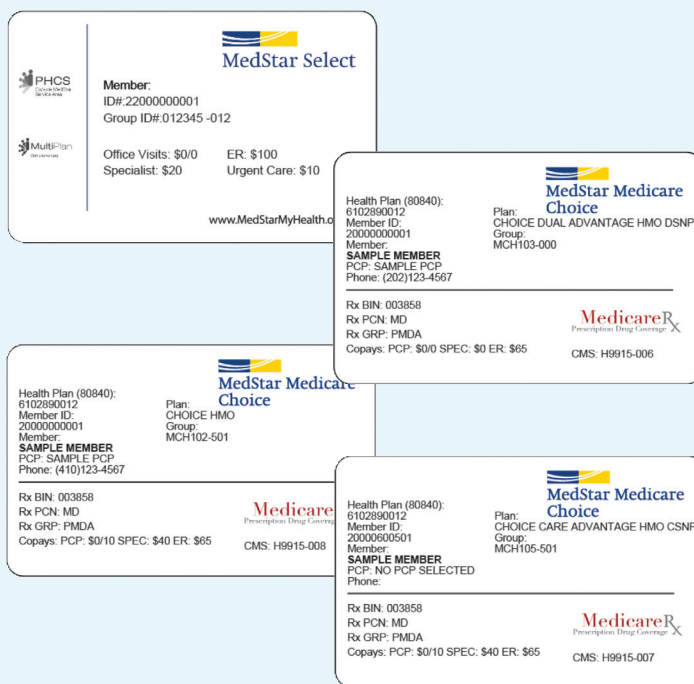 MedStar Select
PHCS
Member:
ID#:22000000001
Group ID#:012345 -012
MultiPlan
Office Visits: $0/0 ER: $100
Specialist: $20 Urgent Care: $10
www.MedStarMyHealth.o
MedStar Medicare
Choice
Health Plan (80840):
6102890012
Member ID:
20000000001
Member:
SAMPLE MEMBER
PCP: SAMPLE PCP
Phone: (202)123-4567
Plan:
CHOICE DUAL ADVANTAGE HMO DSNP
Group:
MCH103-000
Rx BIN: 003858
Rx PCN: MD
Rx GRP: PMDA
Copays: PCP: $0/0 SPEC: $0 ER: $65
MedicareRx
Prescription Drug Coverage
CMS: H9915-006
MedStar Medicare
Choice
Health Plan (80840):
6102890012
Member ID:
20000000001
Member:
SAMPLE MEMBER
PCP: SAMPLE PCP
Phone: (410)123-4567
Plan:
CHOICE HMO
Group:
MCH102-501
Rx BIN: 003858
Rx PCN: MD
Rx GRP: PMDA
Copays: PCP: $0/10 SPEC: $40 ER: $65
Medicare
Prescription Drug Coverag
CMS: H9915-008
MedStar Medicare
Choice
Health Plan (80840):
6102890012
Member ID:
20000600501
Member:
SAMPLE MEMBER
PCP: NO PCP SELECTED
Phone:
Plan:
CHOICE CARE ADVANTAGE HMO CSNP
Group:
MCH105-501
Rx BIN: 003858
Rx PCN: MD
Rx GRP: PMDA
Copays: PCP: $0/10 SPEC: $40 ER: $65
MedicareRx
Prescription Drug Coverage
CMS: H9915-007